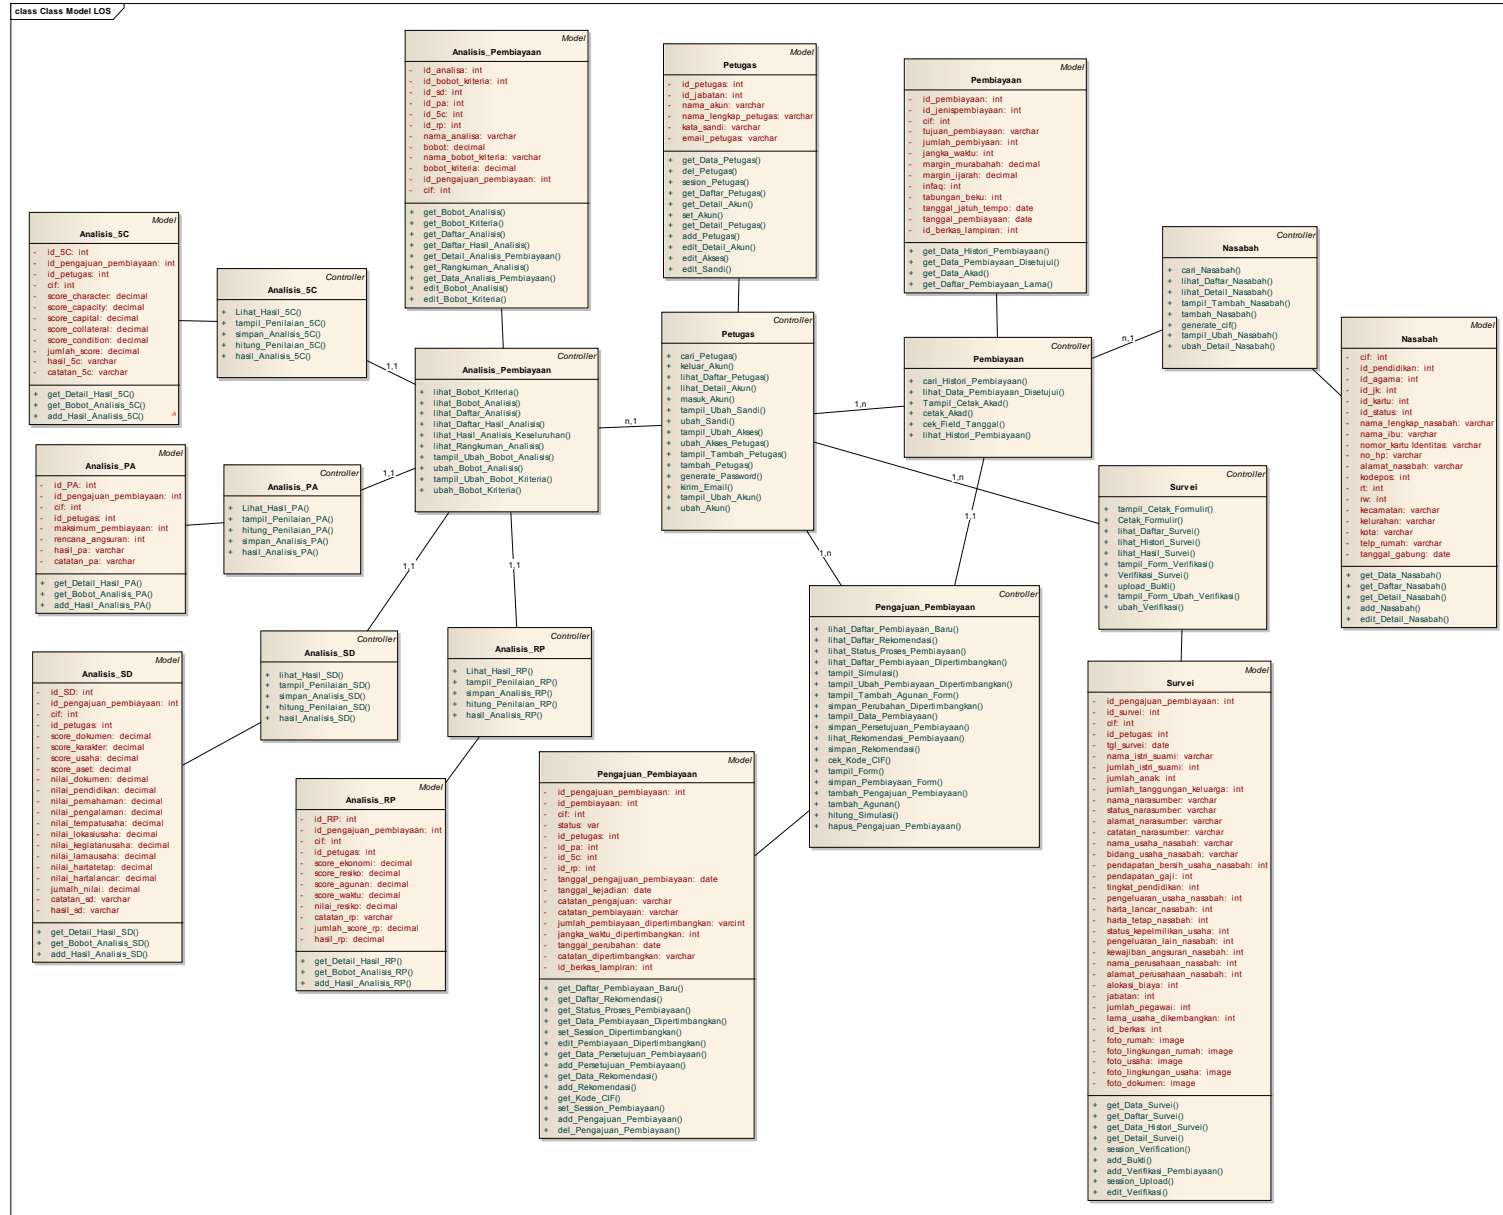 class Class Model LOS
Model
Analisis_Pembiayaan
- id_analisa: int
- id_bobot_kriteria: int
- id_sd: int
- id_pa: int
- id_5c: int
- id_rp: int
- nama_analisa: varchar
- bobot: decimal
- nama_bobot_kriteria: varchar
- bobot_kriteria: decimal
- id_pengajuan_pembiayaan: int
- cif: int
+ get_Bobot_Analisis()
+ get_Bobot_Kriteria()
+ get_Daftar_Analisis()
+ get_Daftar_Hasil_Analisis()
+ get_Detail_Analisis_Pembiayaan()
+ get_Rangkuman_Analisis()
+ get_Data_Analisis_Pembiayaan()
+ edit_Bobot_Analisis()
+ edit_Bobot_Kriteria()
Model
Petugas
- id_petugas: int
- id_jabatan: int
- nama_akun: varchar
- nama_lengkap_petugas: varchar
- kata_sandi: varchar
- email_petugas: varchar
+ get_Data_Petugas()
+ del_Petugas()
+ sesion_Petugas()
+ get_Daftar_Petugas()
+ get_Detail_Akun()
+ set_Akun()
+ get_Detail_Petugas()
+ add_Petugas()
+ edit_Detail_Akun()
+ edit_Akses()
+ edit_Sandi()
Model
Pembiayaan
- id_pembiayaan: int
- id_jenispembiayaan: int
- cif: int
- tujuan_pembiayaan: varchar
- jumlah_pembiyaan: int
- jangka_waktu: int
- margin_murabahah: decimal
- margin_ijarah: decimal
- infaq: int
- tabungan_beku: int
- tanggal_jatuh_tempo: date
- tanggal_pembiayaan: date
- id_berkas_lampiran: int
+ get_Data_Histori_Pembiayaan()
+ get_Data_Pembiayaan_Disetujui()
+ get_Data_Akad()
+ get_Daftar_Pembiayaan_Lama()
Model
Analisis_5C
- id_5C: int
- id_pengajuan_pembiayaan: int
- id_petugas: int
- cif: int
- score_character: decimal
- score_capacity: decimal
- score_capital: decimal
- score_collateral: decimal
- score_condition: decimal
- jumlah_score: decimal
- hasil_5c: varchar
- catatan_5c: varchar
+ get_Detail_Hasil_5C()
+ get_Bobot_Analisis_5C()
+ add_Hasil_Analisis_5C()
A
Controller
Analisis_5C
+ Lihat_Hasil_5C()
+ tampil_Penilaian_5C()
+ simpan_Analisis_5C()
+ hitung_Penilaian_5C()
+ hasil_Analisis_5C()
1,1
Controller
Analisis_Pembiayaan
+ lihat_Bobot_Kriteria()
+ lihat_Bobot_Analisis()
+ lihat_Daftar_Analisis()
+ lihat_Daftar_Hasil_Analisis()
+ lihat_Hasil_Analisis_Keseluruhan()
+ lihat_Rangkuman_Analisis()
+ tampil_Ubah_Bobot_Analisis()
+ ubah_Bobot_Analisis()
+ tampil_Ubah_Bobot_Kriteria()
+ ubah_Bobot_Kriteria()
n,1
Controller
Petugas
+ cari_Petugas()
+ keluar_Akun()
+ lihat_Daftar_Petugas()
+ lihat_Detail_Akun()
+ masuk_Akun()
+ tampil_Ubah_Sandi()
+ ubah_Sandi()
+ tampil_Ubah_Akses()
+ ubah_Akses_Petugas()
+ tampil_Tambah_Petugas()
+ tambah_Petugas()
+ generate_Password()
+ kirim_Email()
+ tampil_Ubah_Akun()
+ ubah_Akun()
1,n
Controller
Pembiayaan
+ cari_Histori_Pembiayaan()
+ lihat_Data_Pembiayaan_Disetujui()
+ Tampil_Cetak_Akad()
+ cetak_Akad()
+ cek_Field_Tanggal()
+ lihat_Histori_Pembiayaan()
n,1
Controller
Nasabah
+ cari_Nasabah()
+ lihat_Daftar_Nasabah()
+ lihat_Detail_Nasabah()
+ tampil_Tambah_Nasabah()
+ tambah_Nasabah()
+ generate_cif()
+ tampil_Ubah_Nasabah()
+ ubah_Detail_Nasabah()
Model
Nasabah
- cif: int
- id_pendidikan: int
- id_agama: int
- id_jk: int
- id_kartu: int
- id_status: int
- nama_lengkap_nasabah: varchar
- nama_ibu: varchar
- nomor_kartu Identitas: varchar
- no_hp: varchar
- alamat_nasabah: varchar
- kodepos: int
- rt: int
- rw: int
- kecamatan: varchar
- kelurahan: varchar
- kota: varchar
- telp_rumah: varchar
- tanggal_gabung: date
+ get_Data_Nasabah()
+ get_Daftar_Nasabah()
+ get_Detail_Nasabah()
+ add_Nasabah()
+ edit_Detail_Nasabah()
Model
Analisis_PA
- id_PA: int
- id_pengajuan_pembiayaan: int
- cif: int
- id_petugas: int
- maksimum_pembiayaan: int
- rencana_angsuran: int
- hasil_pa: varchar
- catatan_pa: varchar
+ get_Detail_Hasil_PA()
+ get_Bobot_Analisis_PA()
+ add_Hasil_Analisis_PA()
Controller
Analisis_PA
+ Lihat_Hasil_PA()
+ tampil_Penilaian_PA()
+ hitung_Penilaian_PA()
+ simpan_Analisis_PA()
+ hasil_Analisis_PA()
1,1
1,1
1,1
1,n
1,n
1,1
Controller
Survei
+ tampil_Cetak_Formulir()
+ Cetak_Formulir()
+ lihat_Daftar_Survei()
+ lihat_Histori_Survei()
+ lihat_Hasil_Survei()
+ tampil_Form_Verifikasi()
+ Verifikasi_Survei()
+ upload_Bukti()
+ tampil_Form_Ubah_Verifikasi()
+ ubah_Verifikasi()
Controller
Pengajuan_Pembiayaan
+ lihat_Daftar_Pembiayaan_Baru()
+ lihat_Daftar_Rekomendasi()
+ lihat_Status_Proses_Pembiayaan()
+ lihat_Daftar_Pembiayaan_Dipertimbangkan()
+ tampil_Simulasi()
+ tampil_Ubah_Pembiayaan_Dipertimbangkan()
+ tampil_Tambah_Agunan_Form()
+ simpan_Perubahan_Dipertimbangkan()
+ tampil_Data_Pembiayaan()
+ simpan_Persetujuan_Pembiayaan()
+ lihat_Rekomendasi_Pembiayaan()
+ simpan_Rekomendasi()
+ cek_Kode_CIF()
+ tampil_Form()
+ simpan_Pembiayaan_Form()
+ tambah_Pengajuan_Pembiayaan()
+ tambah_Agunan()
+ hitung_Simulasi()
+ hapus_Pengajuan_Pembiayaan()
Model
Analisis_SD
- id_SD: int
- id_pengajuan_pembiayaan: int
- cif: int
- id_petugas: int
- score_dokumen: decimal
- score_karakter: decimal
- score_usaha: decimal
- score_aset: decimal
- nilai_dokumen: decimal
- nilai_pendidikan: decimal
- nilai_pemahaman: decimal
- nilai_pengalaman: decimal
- nilai_tempatusaha: decimal
- nilai_lokasiusaha: decimal
- nilai_kegiatanusaha: decimal
- nilai_lamausaha: decimal
- nilai_hartatetap: decimal
- nilai_hartalancar: decimal
- jumalh_nilai: decimal
- catatan_sd: varchar
- hasil_sd: varchar
+ get_Detail_Hasil_SD()
+ get_Bobot_Analisis_SD()
+ add_Hasil_Analisis_SD()
Controller
Analisis_SD
+ lihat_Hasil_SD()
+ tampil_Penilaian_SD()
+ simpan_Analisis_SD()
+ hitung_Penilaian_SD()
+ hasil_Analisis_SD()
Controller
Analisis_RP
+ Lihat_Hasil_RP()
+ tampil_Penilaian_RP()
+ simpan_Analisis_RP()
+ hitung_Penilaian_RP()
+ hasil_Analisis_RP()
Model
Analisis_RP
- id_RP: int
- id_pengajuan_pembiayaan: int
- cif: int
- id_petugas: int
- score_ekonomi: decimal
- score_resiko: decimal
- score_agunan: decimal
- score_waktu: decimal
- nilai_resiko: decimal
- catatan_rp: varchar
- jumlah_score_rp: decimal
- hasil_rp: decimal
+ get_Detail_Hasil_RP()
+ get_Bobot_Analisis_RP()
+ add_Hasil_Analisis_RP()
Model
Pengajuan_Pembiayaan
- id_pengajuan_pembiayaan: int
- id_pembiayaan: int
- cif: int
- status: var
- id_petugas: int
- id_pa: int
- id_5c: int
- id_rp: int
- tanggal_pengajjuan_pembiayaan: date
- tanggal_kejadian: date
- catatan_pengajuan: varchar
- catatan_pembiayaan: varchar
- jumlah_pembiayaan_dipertimbangkan: varcint
- jangka_waktu_dipertimbangkan: int
- tanggal_perubahan: date
- catatan_dipertimbangkan: varchar
- id_berkas_lampiran: int
+ get_Daftar_Pembiayaan_Baru()
+ get_Daftar_Rekomendasi()
+ get_Status_Proses_Pembiayaan()
+ get_Data_Pembiayaan_Dipertimbangkan()
+ set_Session_Dipertimbangkan()
+ edit_Pembiayaan_Dipertimbangkan()
+ get_Data_Persetujuan_Pembiayaan()
+ add_Persetujuan_Pembiayaan()
+ get_Data_Rekomendasi()
+ add_Rekomendasi()
+ get_Kode_CIF()
+ set_Session_Pembiayaan()
+ add_Pengajuan_Pembiayaan()
+ del_Pengajuan_Pembiayaan()
Model
Survei
- id_pengajuan_pembiayaan: int
- id_survei: int
- cif: int
- id_petugas: int
- tgl_survei: date
- nama_istri_suami: varchar
- jumlah_istri_suami: int
- jumlah_anak: int
- jumlah_tanggungan_keluarga: int
- nama_narasumber: varchar
- status_narasumber: varchar
- alamat_narasumber: varchar
- catatan_narasumber: varchar
- nama_usaha_nasabah: varchar
- bidang_usaha_nasabah: varchar
- pendapatan_bersih_usaha_nasabah: int
- pendapatan_gaji: int
- tingkat_pendidikan: int
- pengeluaran_usaha_nasabah: int
- harta_lancar_nasabah: int
- harta_tetap_nasabah: int
- status_kepelmilikan_usaha: int
- pengeluaran_lain_nasabah: int
- kewajiban_angsuran_nasabah: int
- nama_perusahaan_nasabah: int
- alamat_perusahaan_nasabah: int
- alokasi_biaya: int
- jabatan: int
- jumlah_pegawai: int
- lama_usaha_dikembangkan: int
- id_berkas: int
- foto_rumah: image
- foto_lingkungan_rumah: image
- foto_usaha: image
- foto_lingkungan_usaha: image
- foto_dokumen: image
+ get_Data_Survei()
+ get_Daftar_Survei()
+ get_Data_Histori_Survei()
+ get_Detail_Survei()
+ session_Verification()
+ add_Bukti()
+ add_Verifikasi_Pembiayaan()
+ session_Upload()
+ edit_Verifikasi()